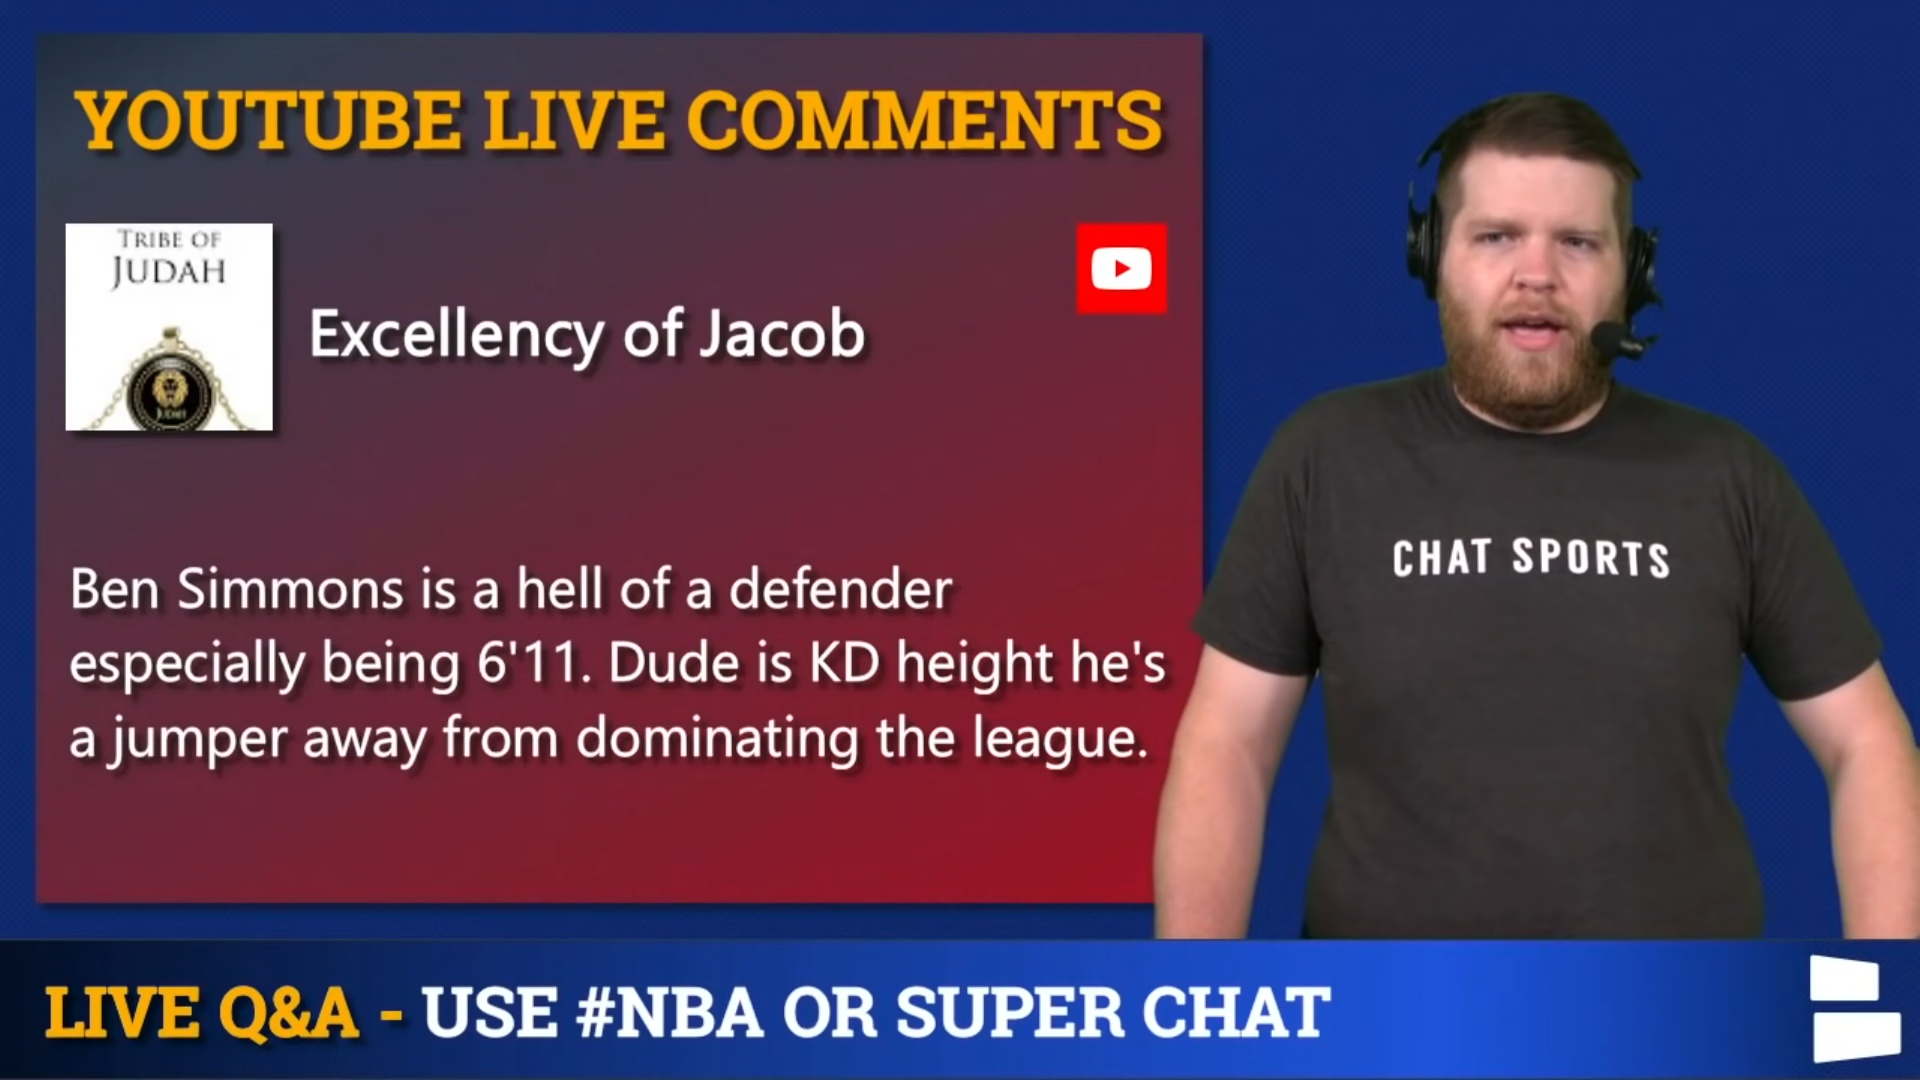 YOUTUBE LIVE COMMENTS
TRIBE OF
JUDAH
JUDAH
Excellency of Jacob
Ben Simmons is a hell of a defender
especially being 6'11. Dude is KD height he's
a jumper away from dominating the league.
CHAT SPORTS
LIVE Q&A - USE #NBA OR SUPER CHAT